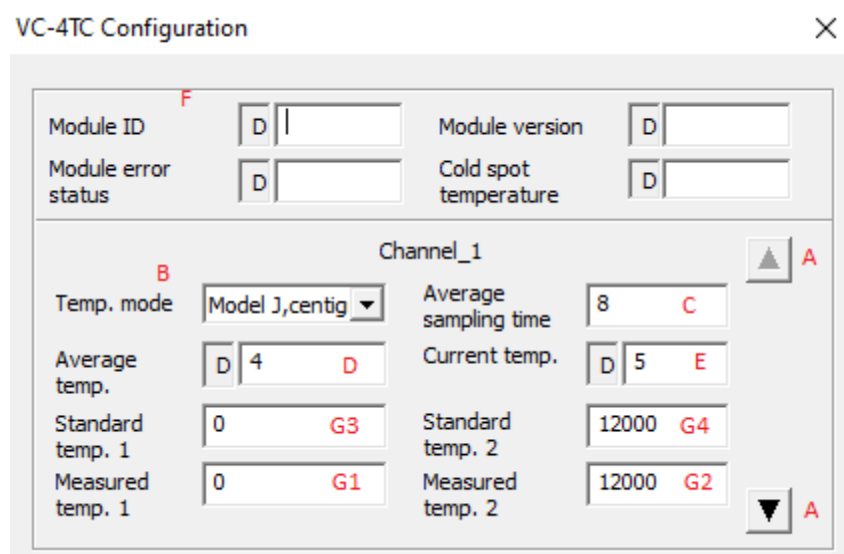 VC-4TC Configuration
F
Module ID D Module version D
Module error status D Cold spot temperature D
Channel_1 A
B
Temp. mode Model J,centig Average sampling time 8 C
Average temp. D 4 D Current temp. D 5 E
Standard temp. 1 0 G3 Standard temp. 2 12000 G4
Measured temp. 1 0 G1 Measured temp. 2 12000 G2
A